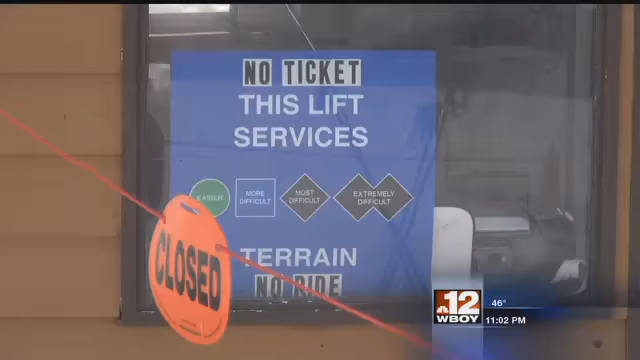 NO TICKET
THIS LIFT
SERVICES
EASIER
MORE
DIFFICULT
MOST
DIFFICULT
EXTREMELY
DIFFICULT
TERRAIN
NO RIDE
CLOSED
12
WBOY
46°
11:02 PM